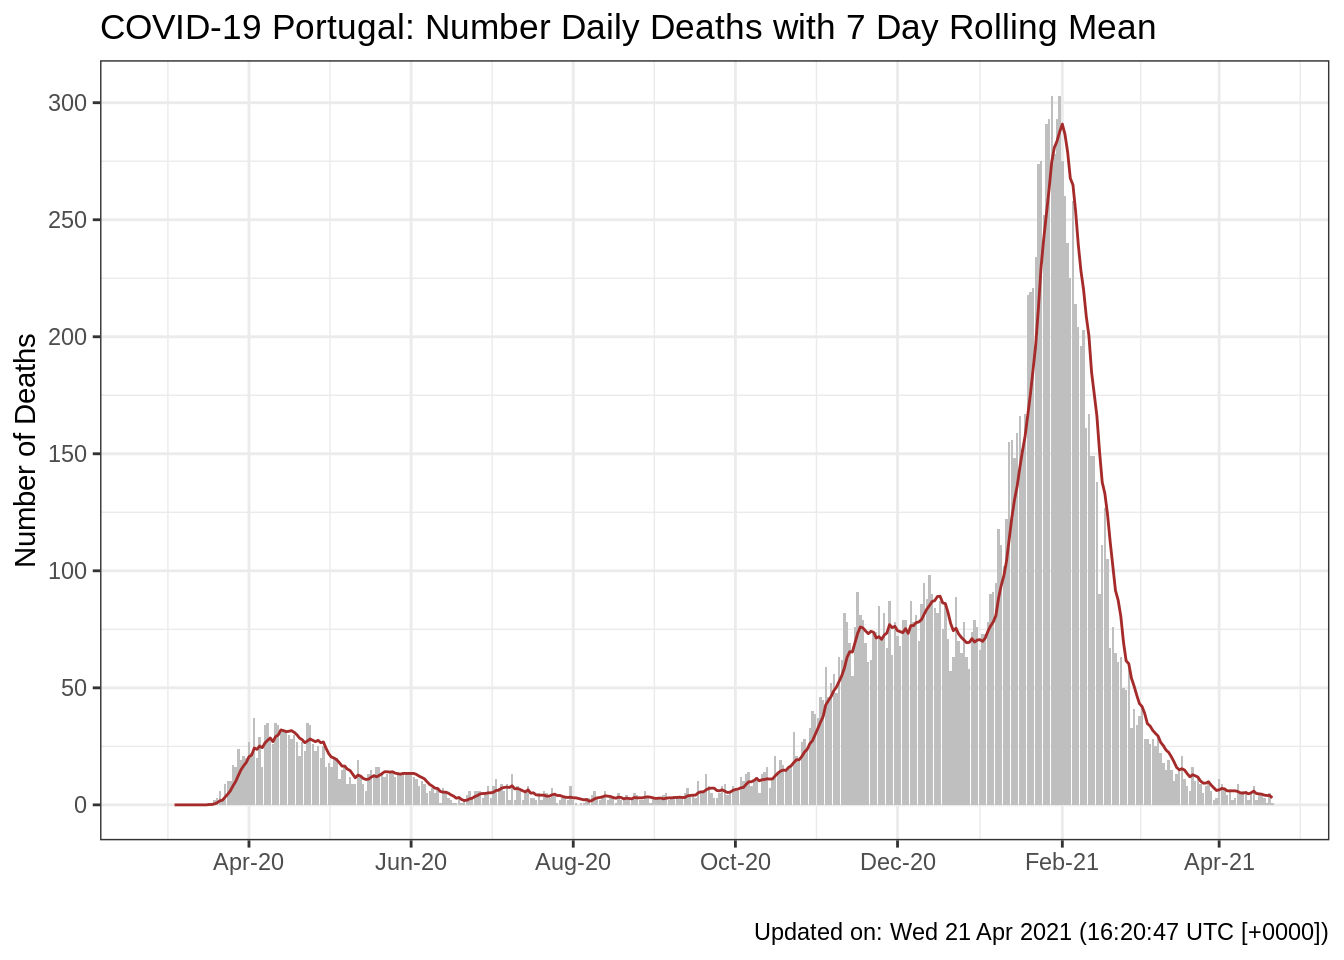 COVID-19 Portugal: Number Daily Deaths with 7 Day Rolling Mean
Number of Deaths
300
250
200
150
100
50
0
Apr-20 Jun-20 Aug-20 Oct-20 Dec-20 Feb-21 Apr-21
Updated on: Wed 21 Apr 2021 (16:20:47 UTC [+0000])